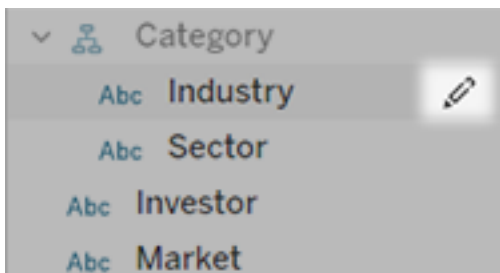 Category
Abc Industry
Abc Sector
Abc Investor
Abc Market